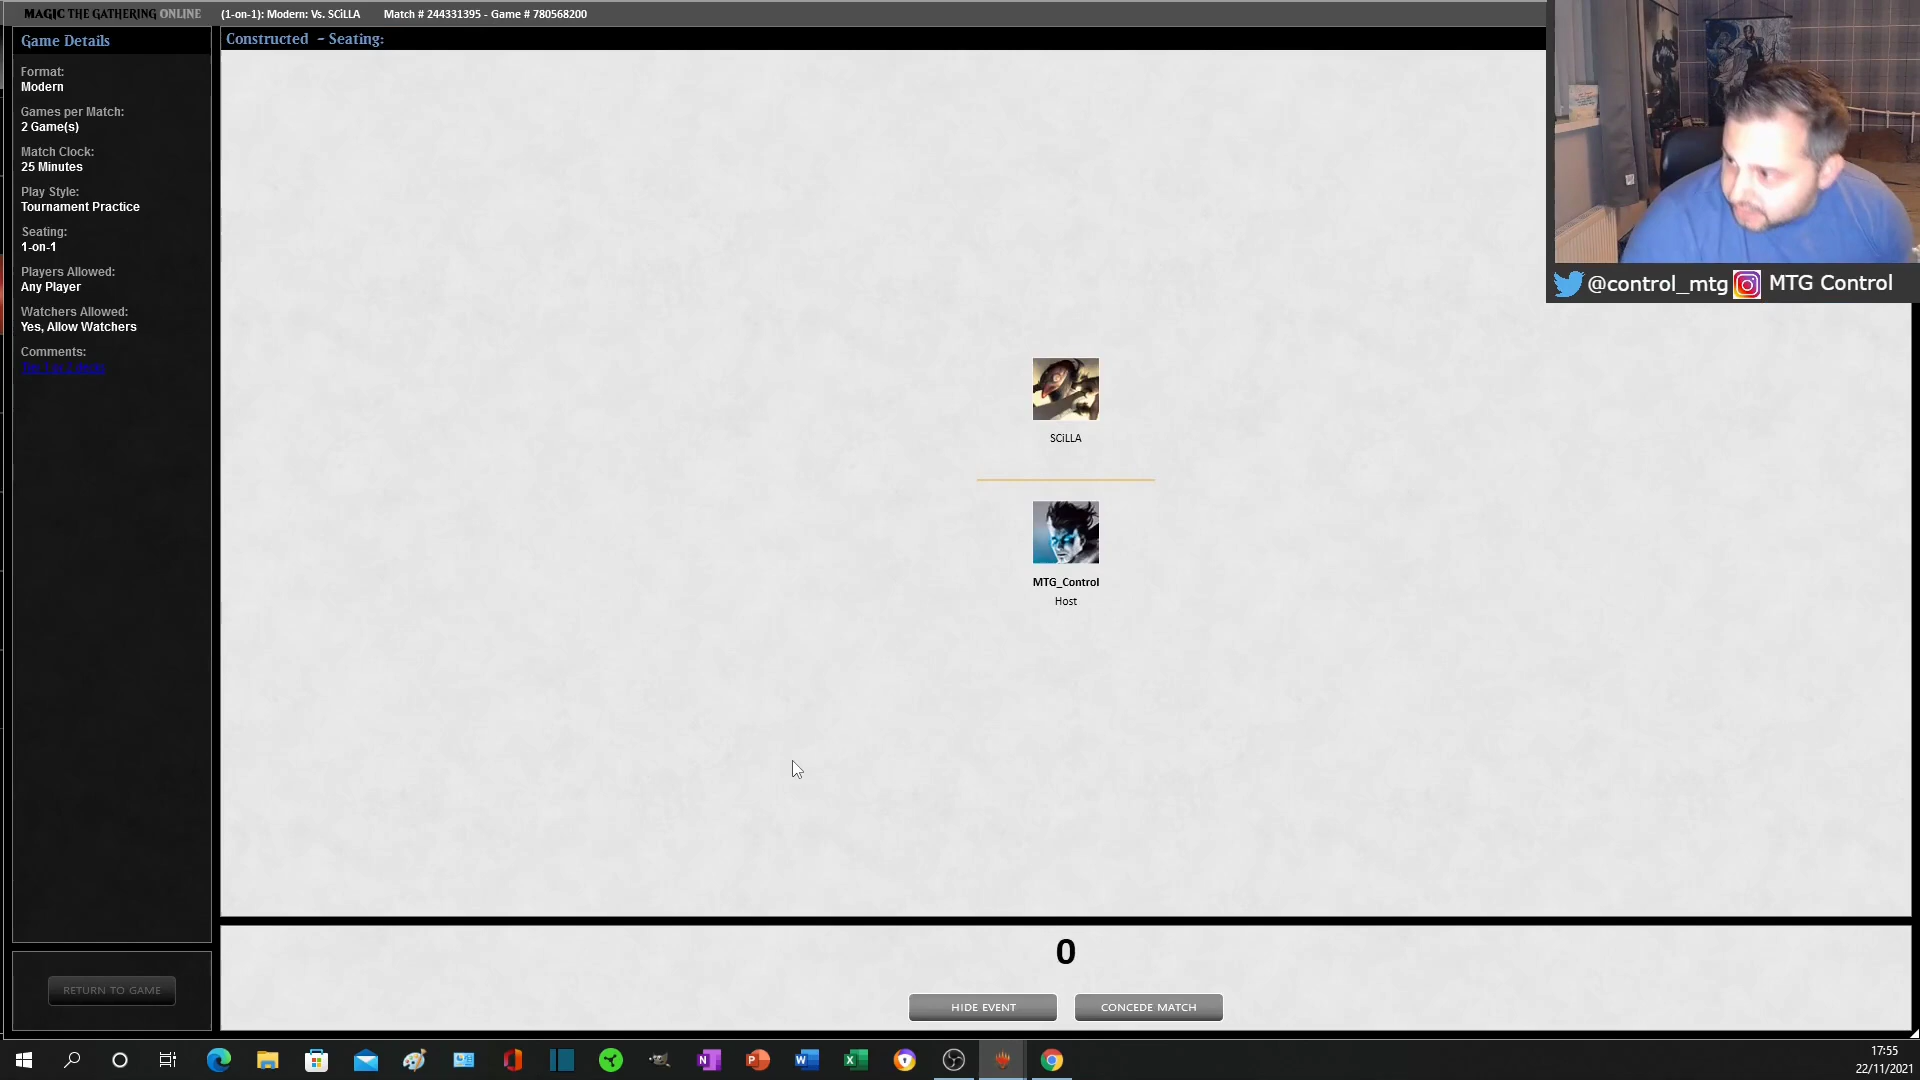 MAGIC THE GATHERING ONLINE
(1-on-1): Modern: Vs. SCiLLA
Match # 244331395 - Game # 780568200
Game Details
Constructed - Seating:
Format:
Modern
Games per Match:
2 Game(s)
Match Clock:
25 Minutes
Play Style:
Tournament Practice
Seating:
1-on-1
Players Allowed:
Any Player
Watchers Allowed:
Yes, Allow Watchers
Comments:
@control_mtg
MTG Control
SCiLLA
MTG_Control
Host
0
RETURN TO GAME
HIDE EVENT
CONCEDE MATCH
17:55
22/11/2021